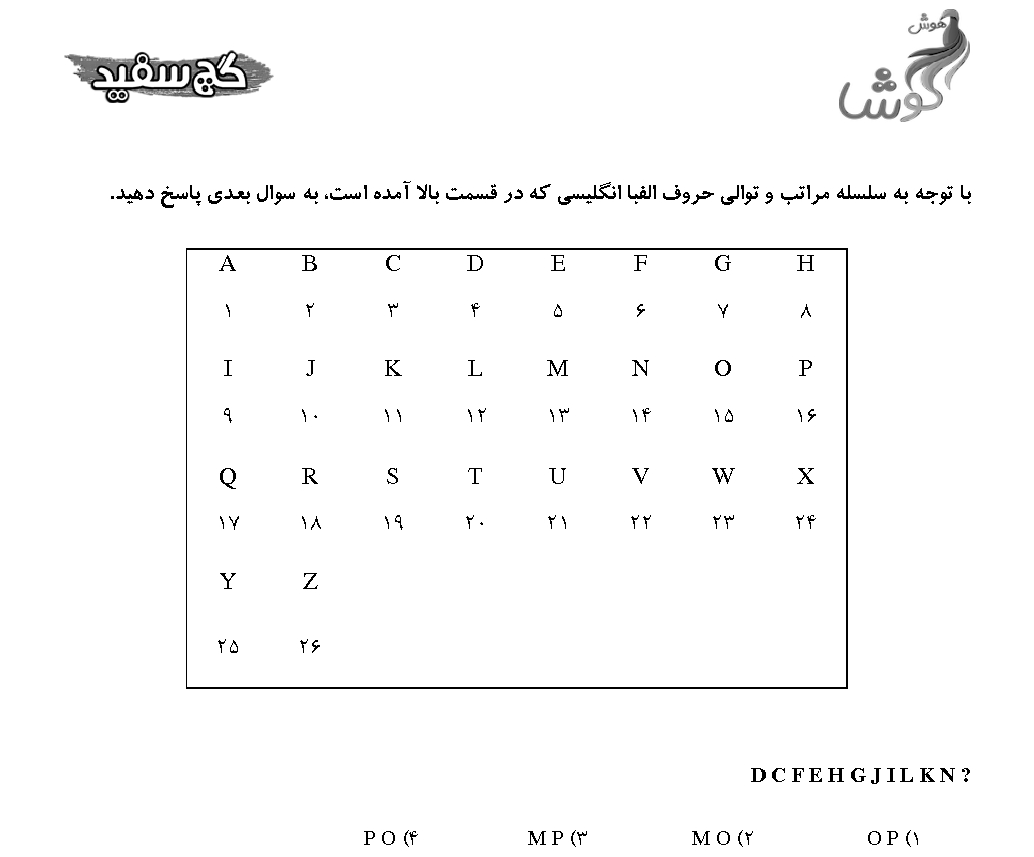 گچ سفید
هوش
گوشا
با توجه به سلسله مراتب و توالی حروف الفبا انگلیسی که در قسمت بالا آمده است، به سوال بعدی پاسخ دهید.
A B C D E F G H
۱ ۲ ۳ ۴ ۵ ۶ ۷ ۸
I J K L M N O P
۹ ۱۰ ۱۱ ۱۲ ۱۳ ۱۴ ۱۵ ۱۶
Q R S T U V W X
۱۷ ۱۸ ۱۹ ۲۰ ۲۱ ۲۲ ۲۳ ۲۴
Y Z
۲۵ ۲۶
D C F E H G J I L K N ?
۱) O P ۲) M O ۳) M P ۴) P O